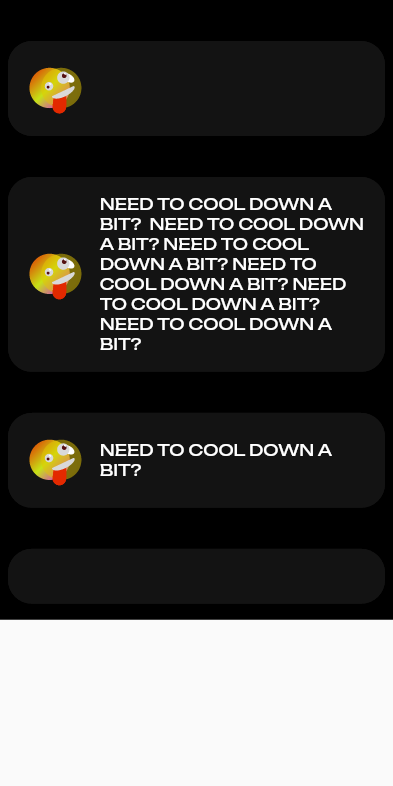 NEED TO COOL DOWN A
BIT?  NEED TO COOL DOWN
A BIT? NEED TO COOL
DOWN A BIT? NEED TO
COOL DOWN A BIT? NEED
TO COOL DOWN A BIT?
NEED TO COOL DOWN A
BIT?
NEED TO COOL DOWN A
BIT?